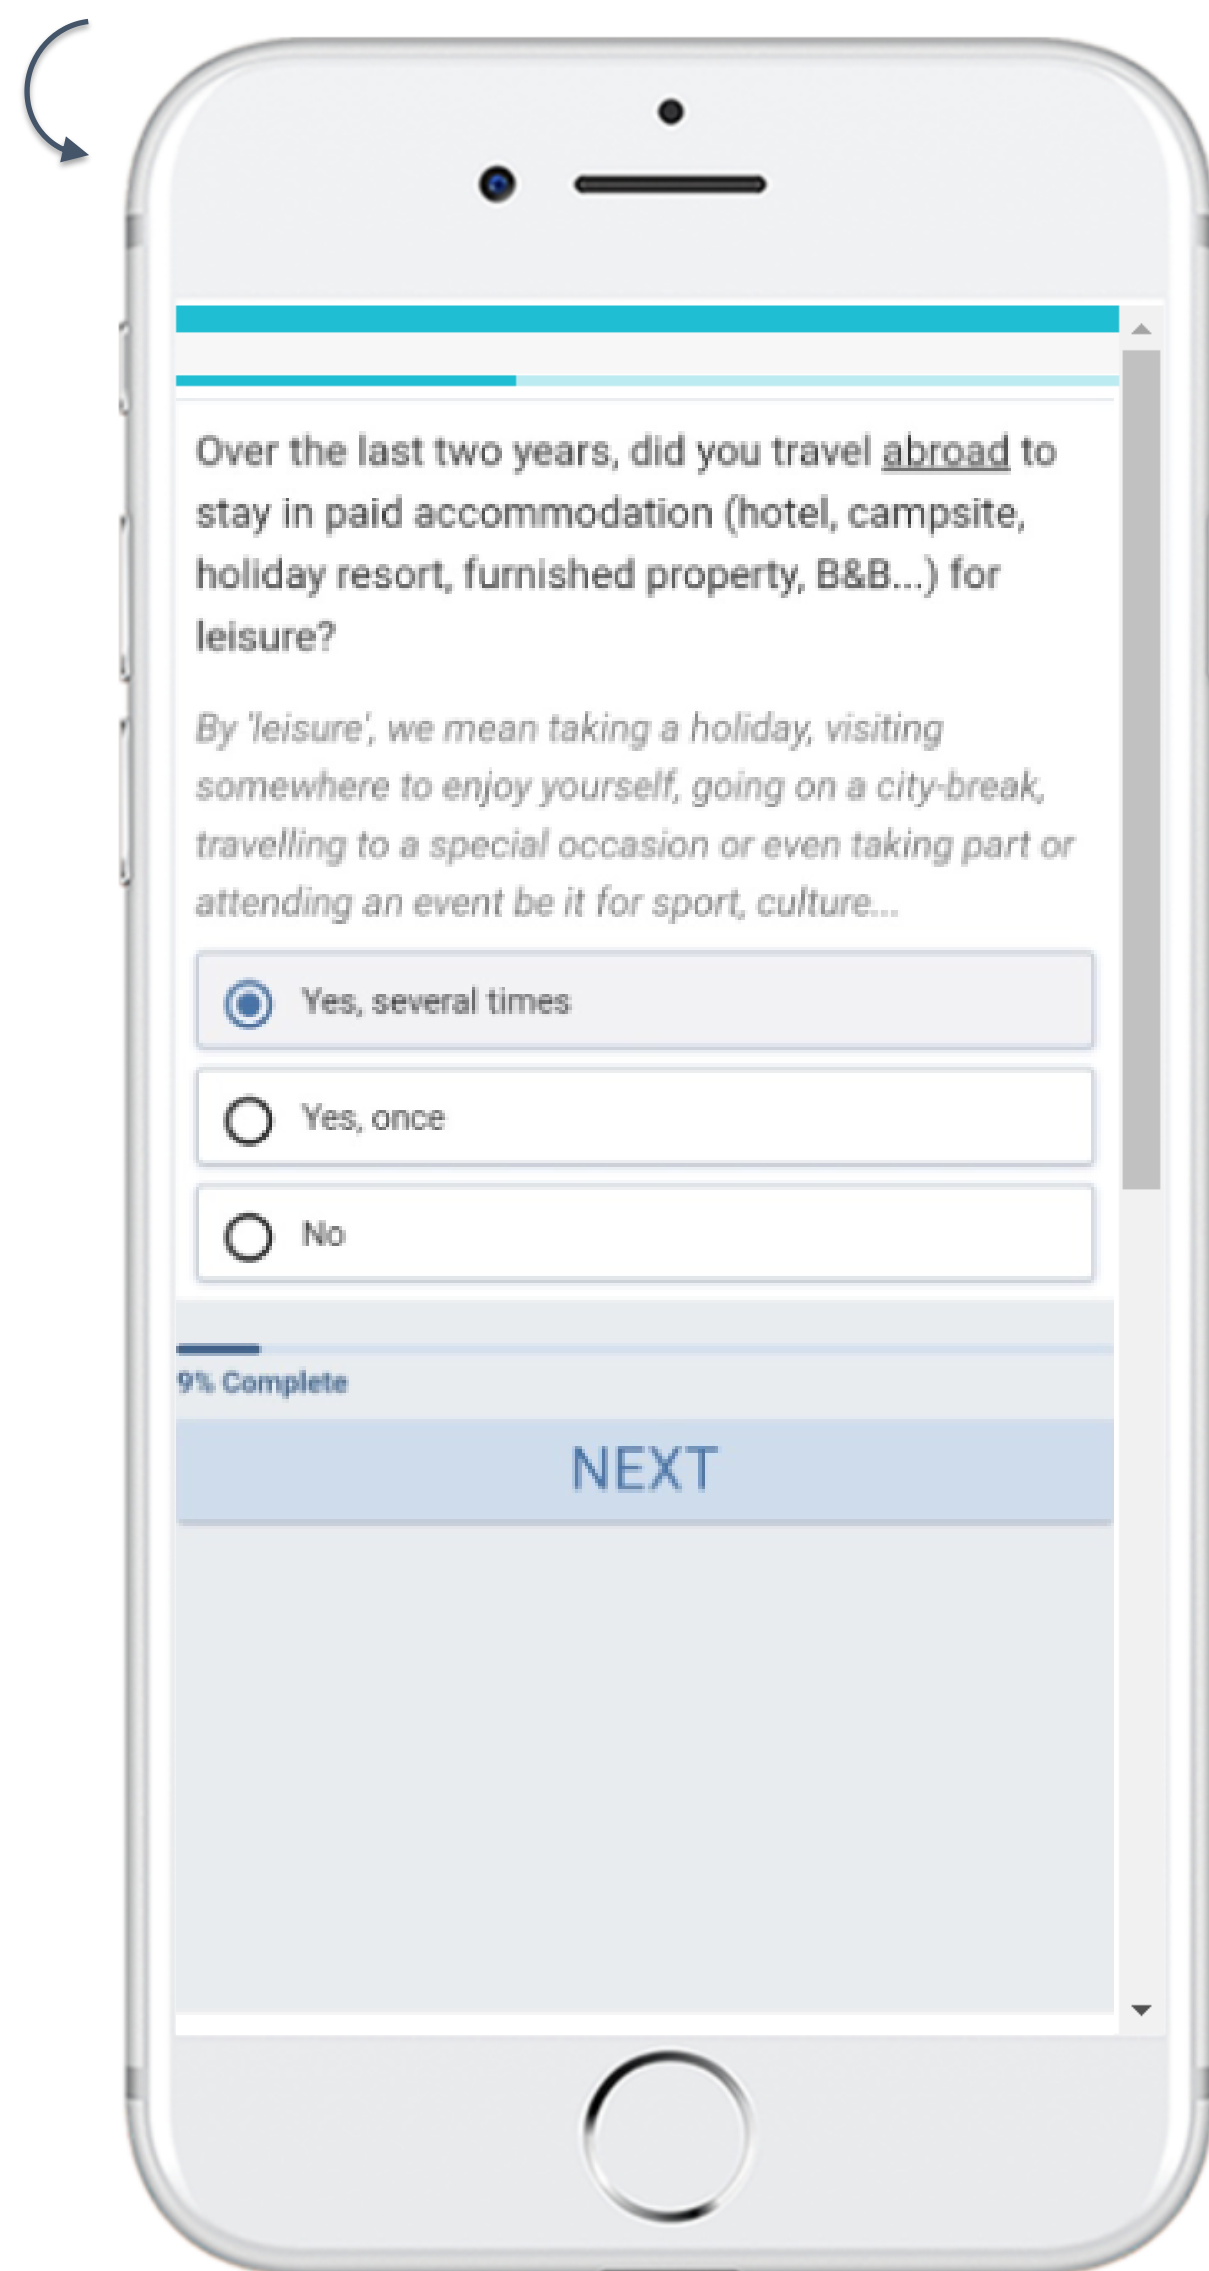 Over the last two years, did you travel abroad to
stay in paid accommodation (hotel, campsite,
holiday resort, furnished property, B&B...) for
leisure?
By 'leisure', we mean taking a holiday, visiting
somewhere to enjoy yourself, going on a city-break,
travelling to a special occasion or even taking part or
attending an event be it for sport, culture...
Yes, several times
Yes, once
No
9% Complete
NEXT